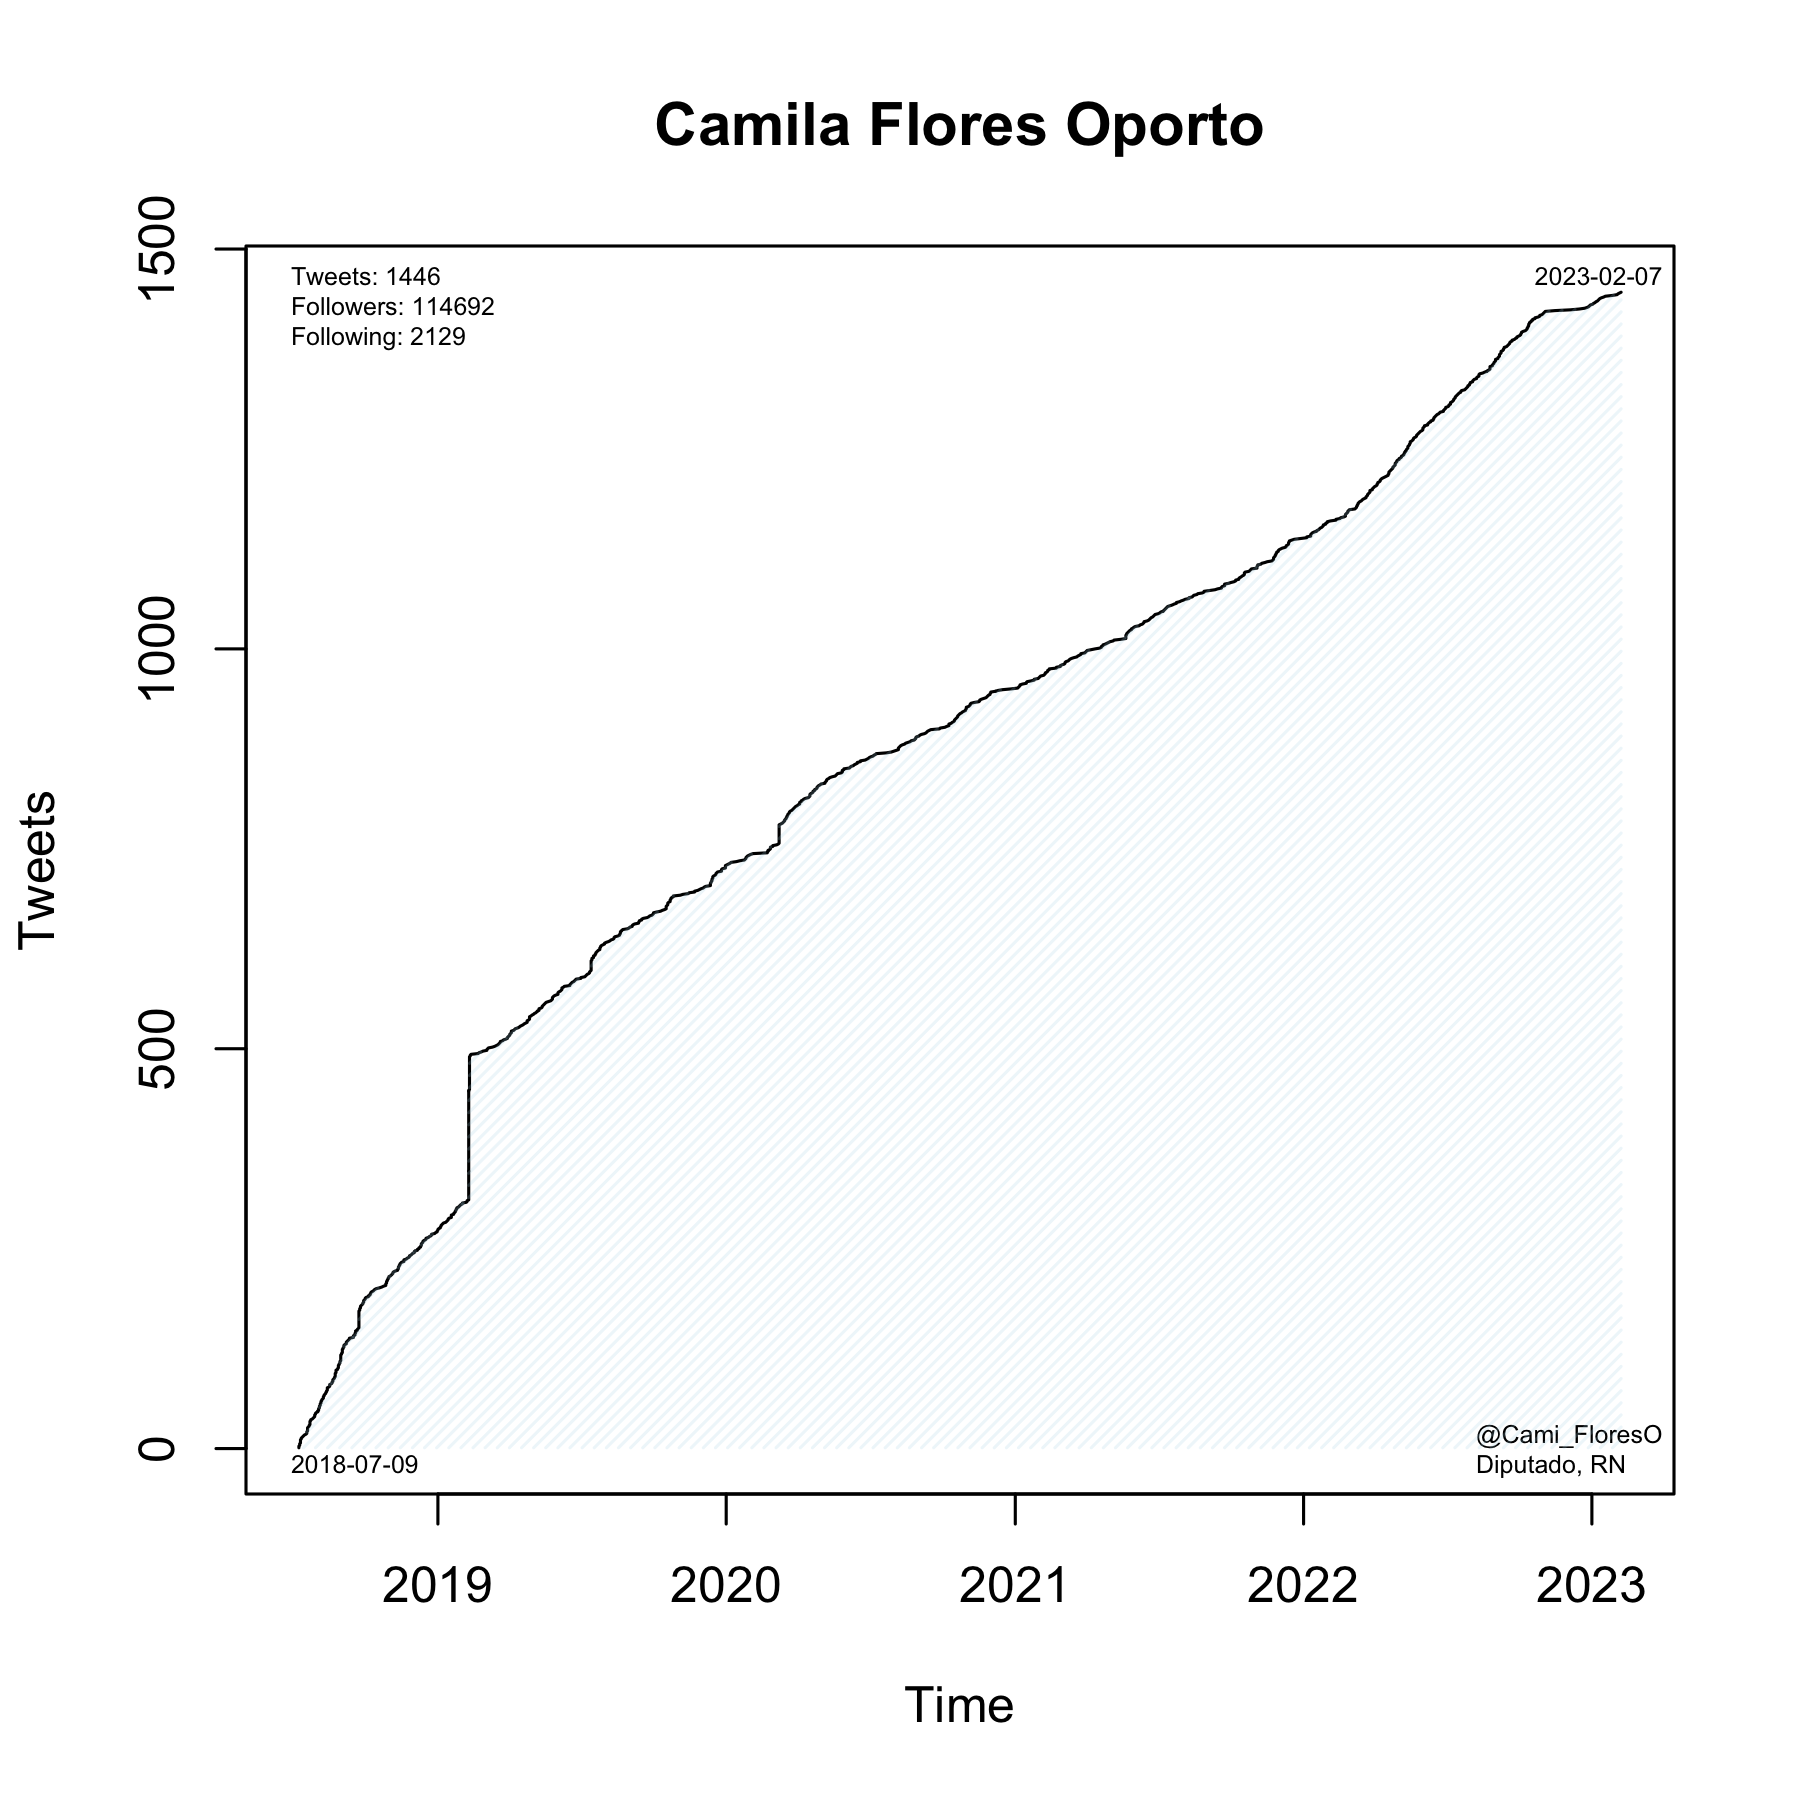 Camila Flores Oporto
Tweets: 1446
Followers: 114692
Following: 2129
2023-02-07
1500
1000
500
0
Tweets
@Cami_FloresO
Diputado, RN
2018-07-09
2019 2020 2021 2022 2023
Time